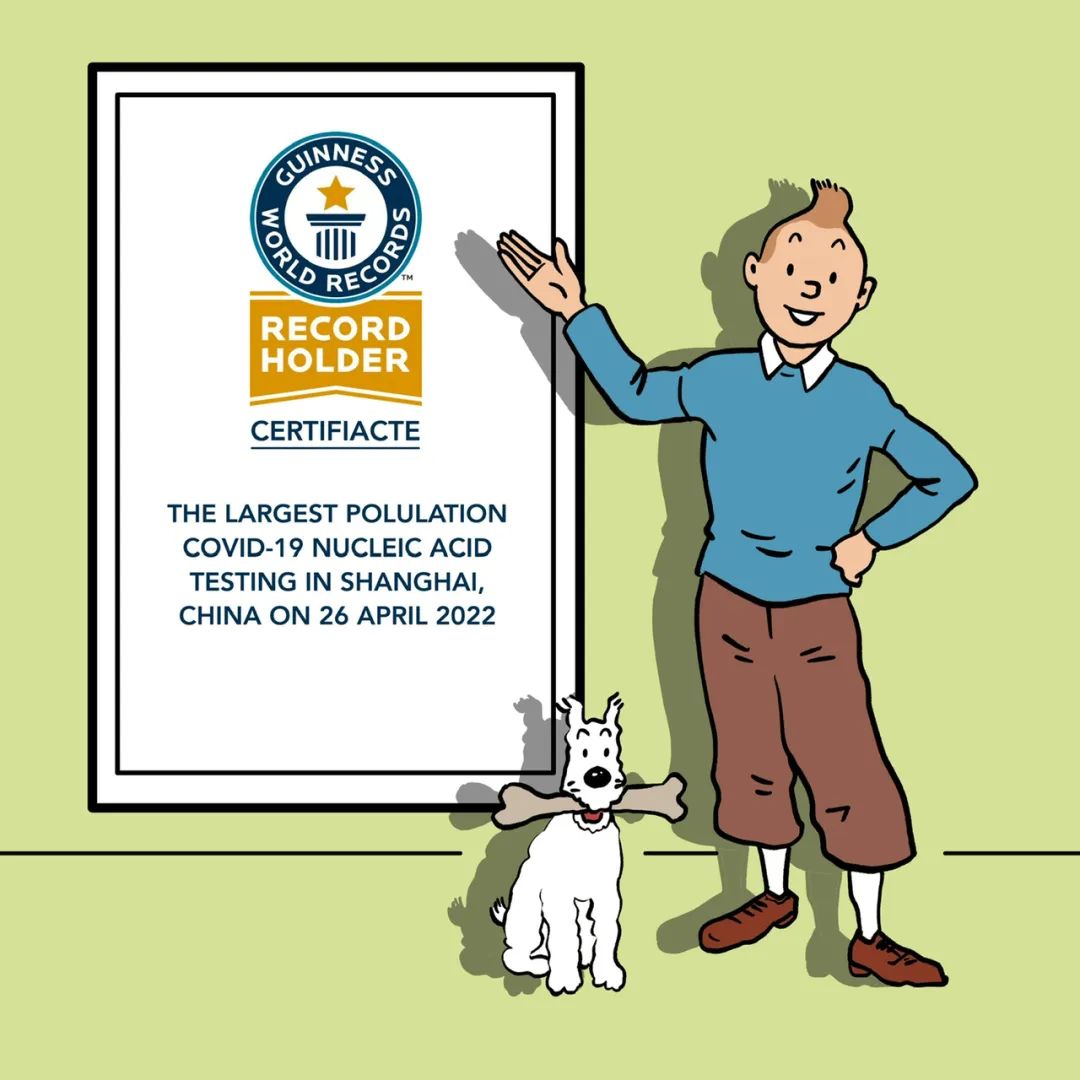 GUINNESS
WORLD RECORDS
™
RECORD
HOLDER
CERTIFIACTE
THE LARGEST POLULATION
COVID-19 NUCLEIC ACID
TESTING IN SHANGHAI,
CHINA ON 26 APRIL 2022